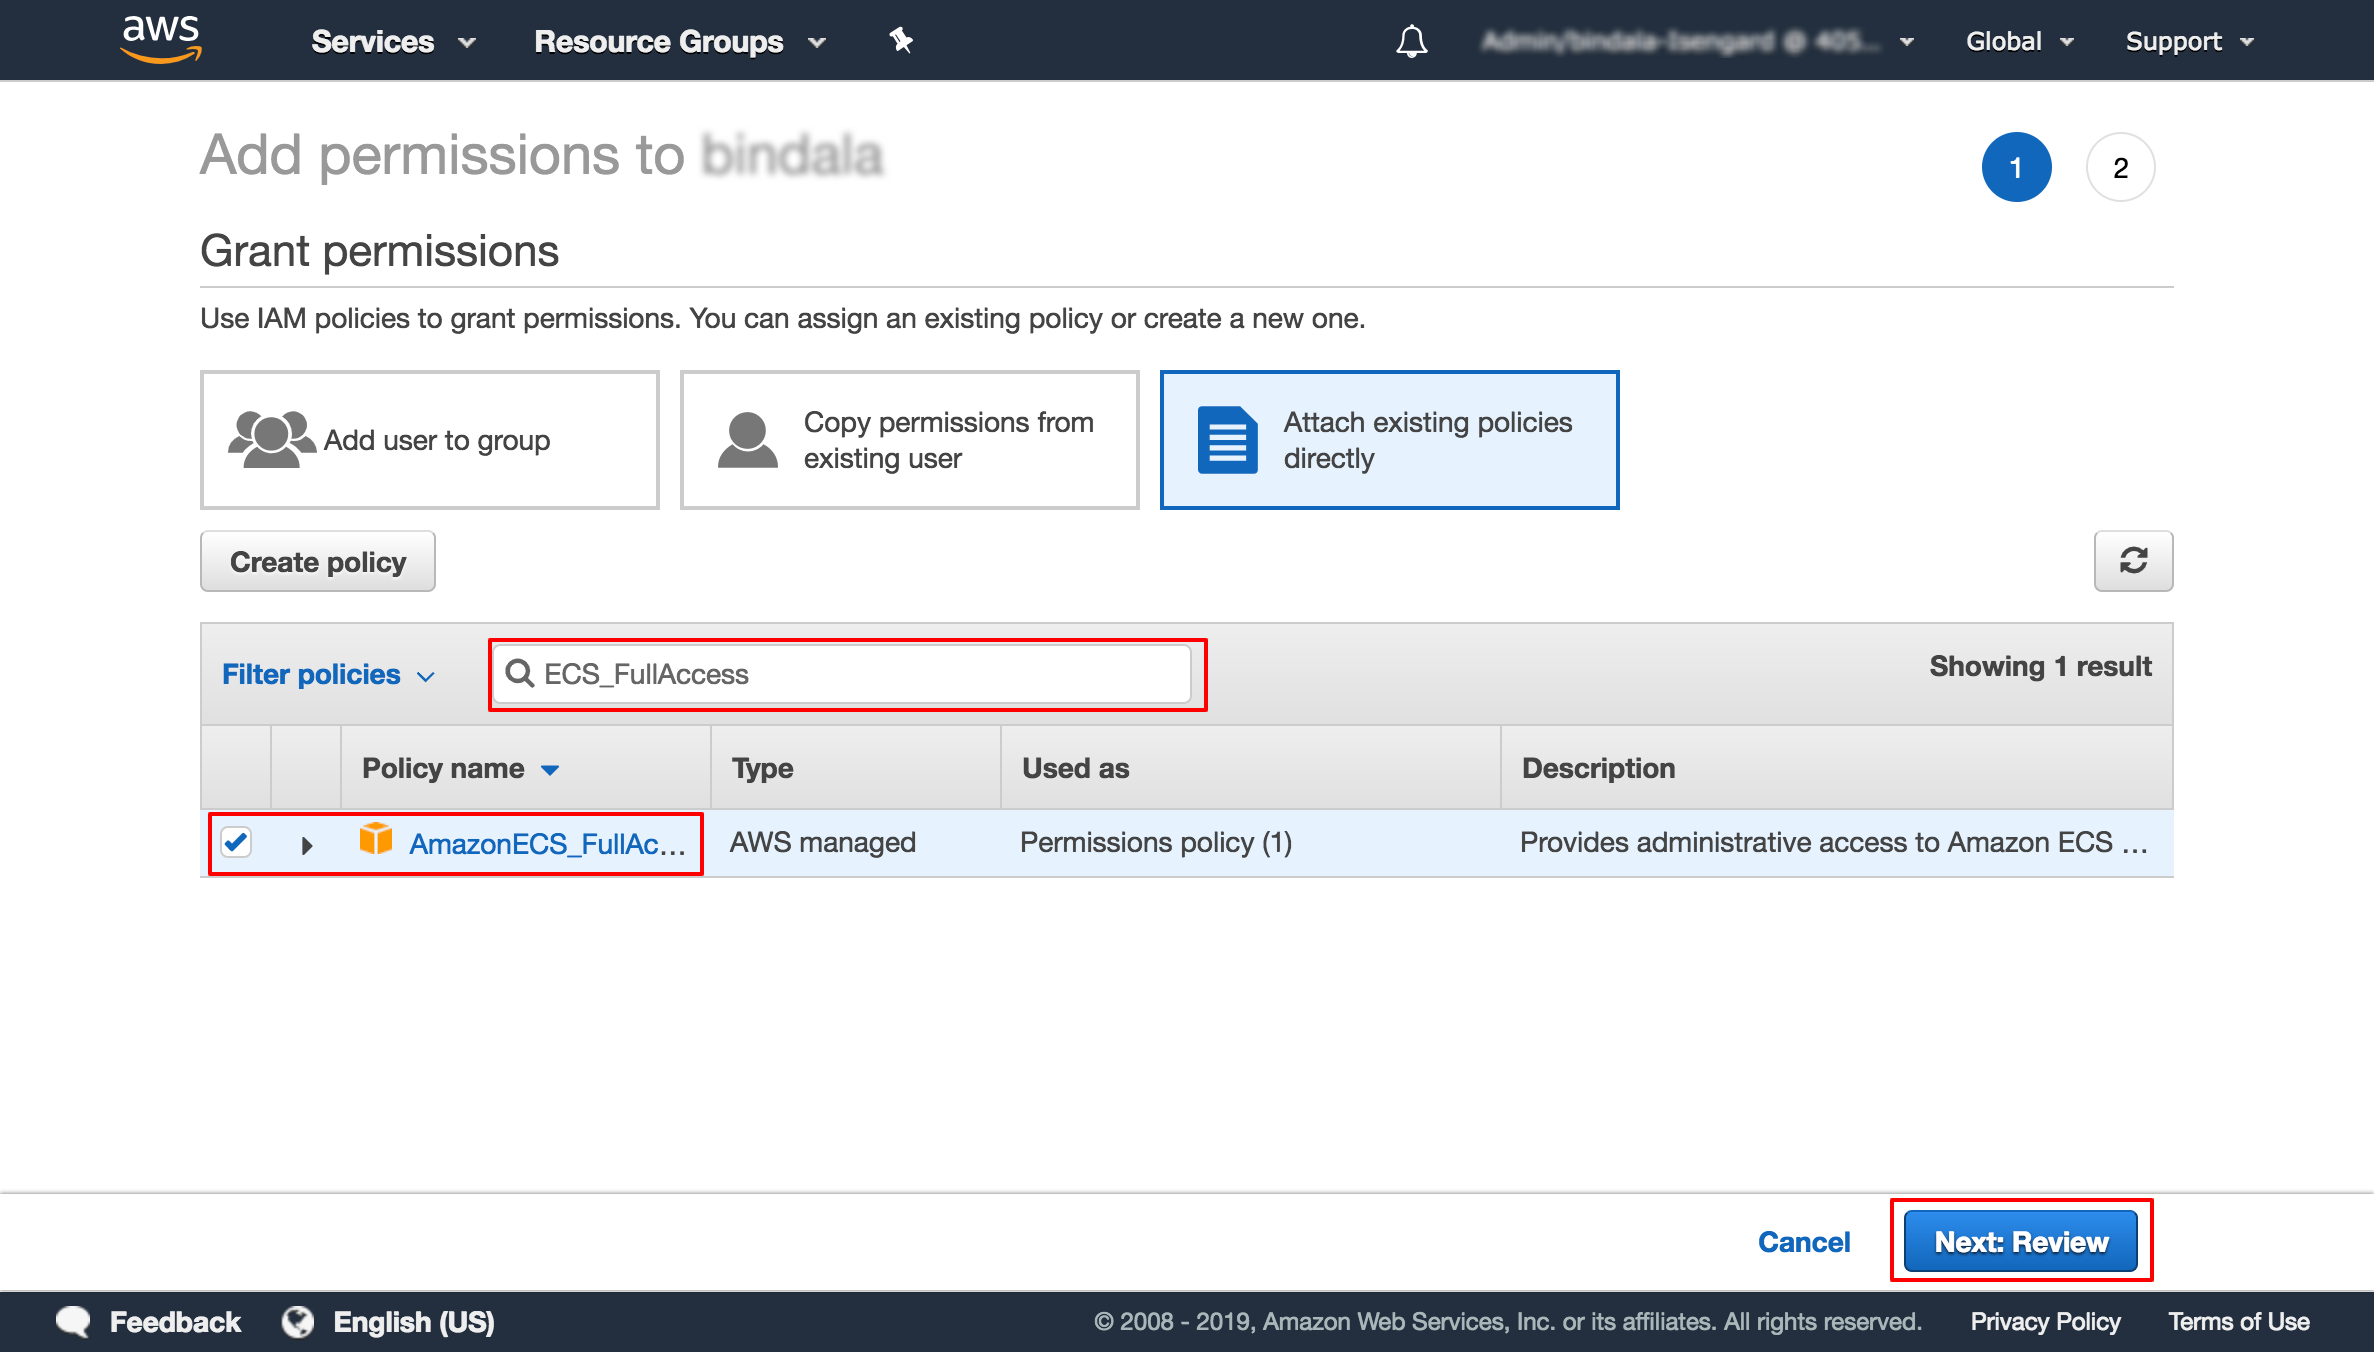 aws
Services
Resource Groups
Global
Support
Add permissions to bindala
1
2
Grant permissions
Use IAM policies to grant permissions. You can assign an existing policy or create a new one.
Add user to group
Copy permissions from
existing user
Attach existing policies
directly
Create policy
Filter policies
ECS_FullAccess
Showing 1 result
Policy name
Type
Used as
Description
AmazonECS_FullAc...
AWS managed
Permissions policy (1)
Provides administrative access to Amazon ECS ...
Cancel
Next: Review
Feedback
English (US)
© 2008 - 2019, Amazon Web Services, Inc. or its affiliates. All rights reserved.
Privacy Policy
Terms of Use